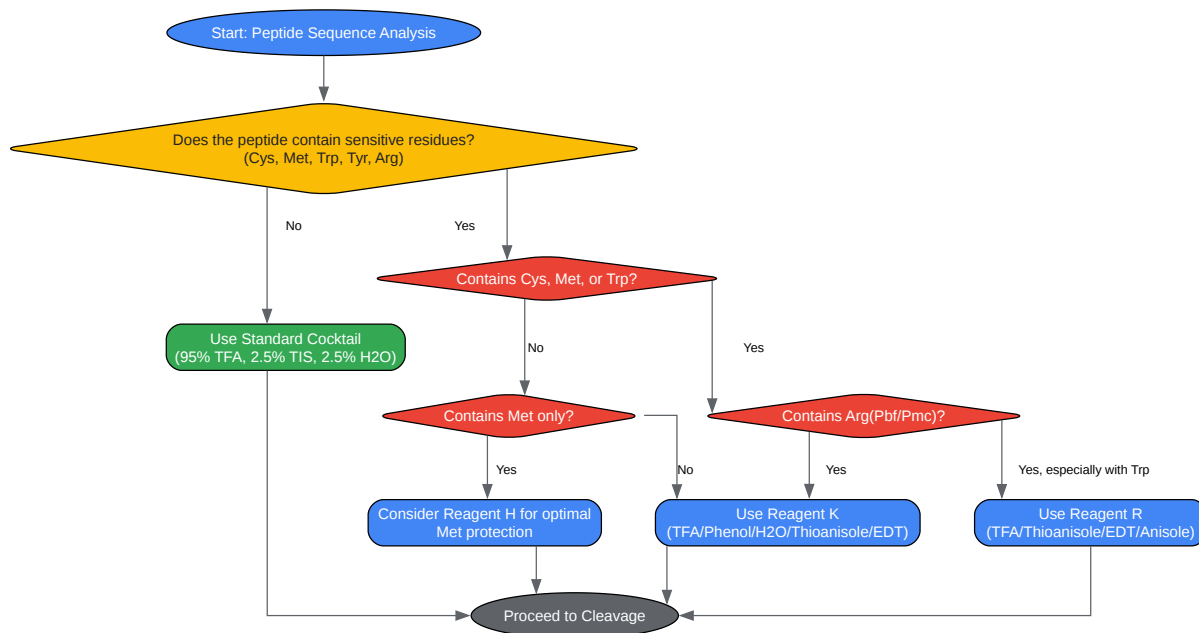 Start: Peptide Sequence Analysis
Does the peptide contain sensitive residues?
(Cys, Met, Trp, Tyr, Arg)
No
Yes
Contains Cys, Met, or Trp?
Use Standard Cocktail
(95% TFA, 2.5% TIS, 2.5% H2O)
No
Yes
Contains Met only?
Contains Arg(Pbf/Pmc)?
Yes
No
Yes
Yes, especially with Trp
Consider Reagent H for optimal
Met protection
Use Reagent K
(TFA/Phenol/H2O/Thioanisole/EDT)
Use Reagent R
(TFA/Thioanisole/EDT/Anisole)
Proceed to Cleavage